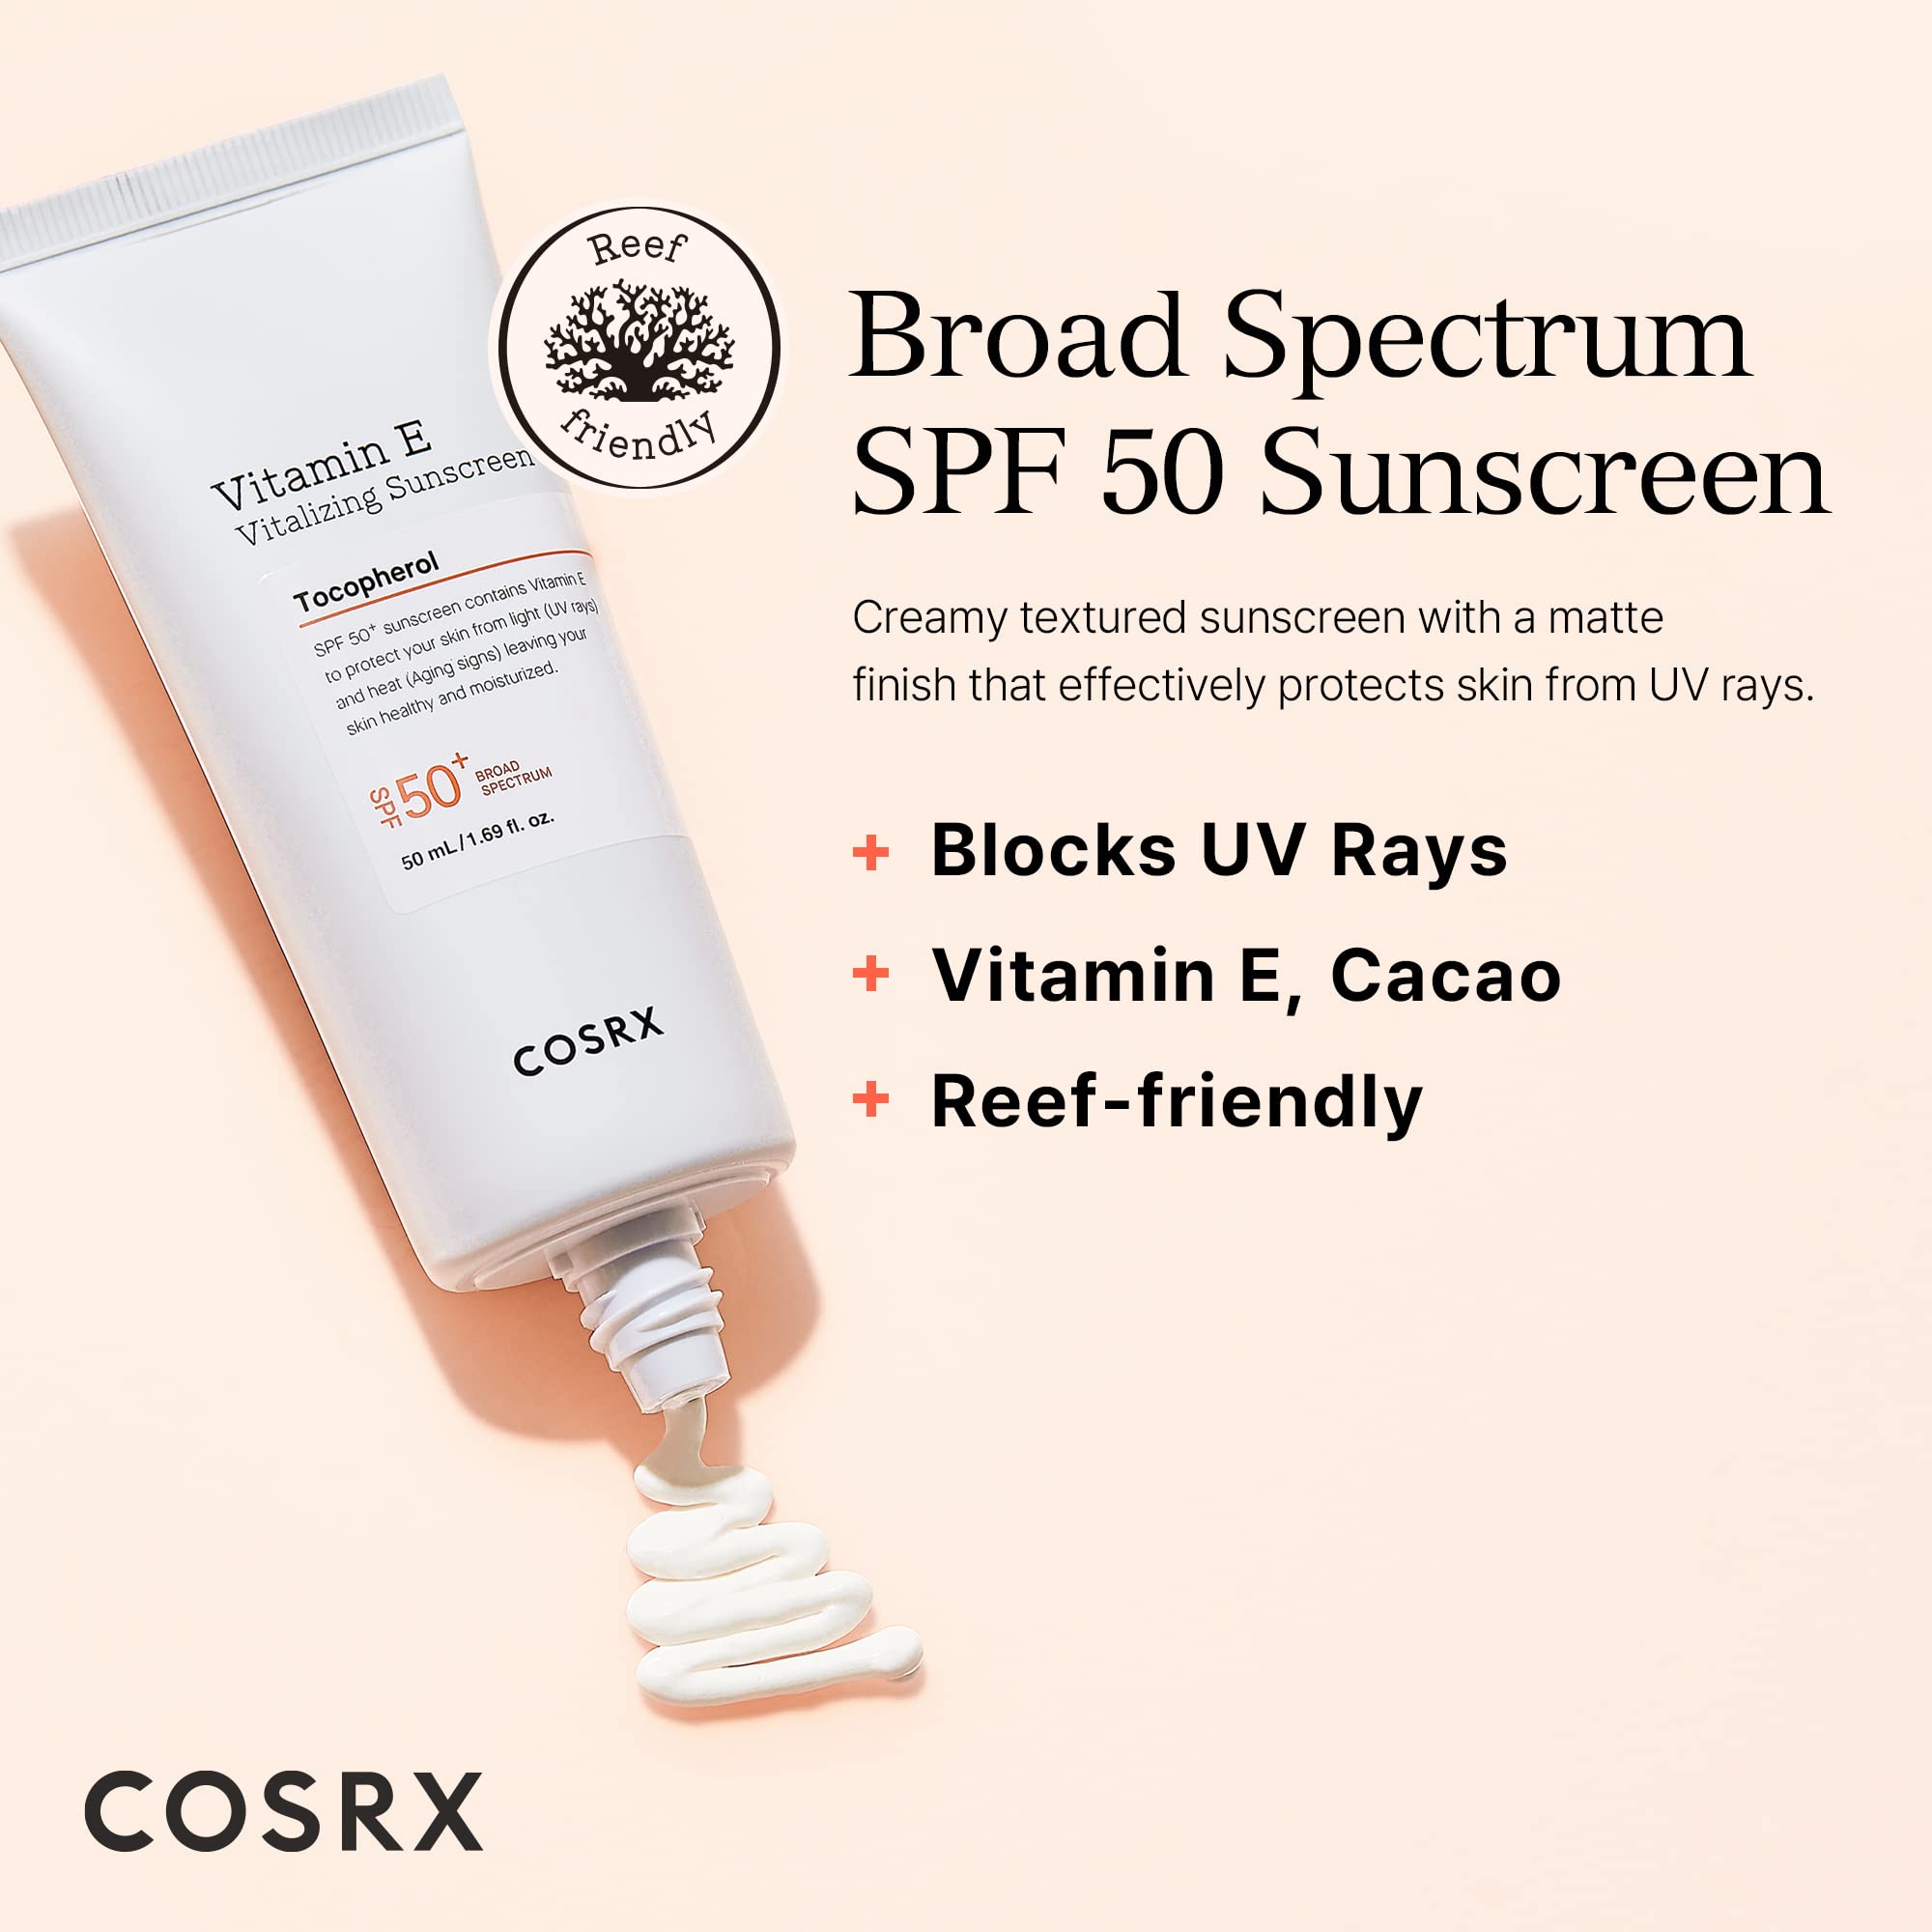 Reef
friendly
Vitamin E
Vitalizing Sunscreen
Tocopherol
SPF 50+ sunscreen contains Vitamin E
to protect your skin from light (UV rays)
and heat (Aging signs) leaving your
skin healthy and moisturized.
SPF 50+ BROAD
SPECTRUM
50 mL/1.69 fl. oz.
COSRX
Broad Spectrum
SPF 50 Sunscreen
Creamy textured sunscreen with a matte
finish that effectively protects skin from UV rays.
+ Blocks UV Rays
+ Vitamin E, Cacao
+ Reef-friendly
COSRX